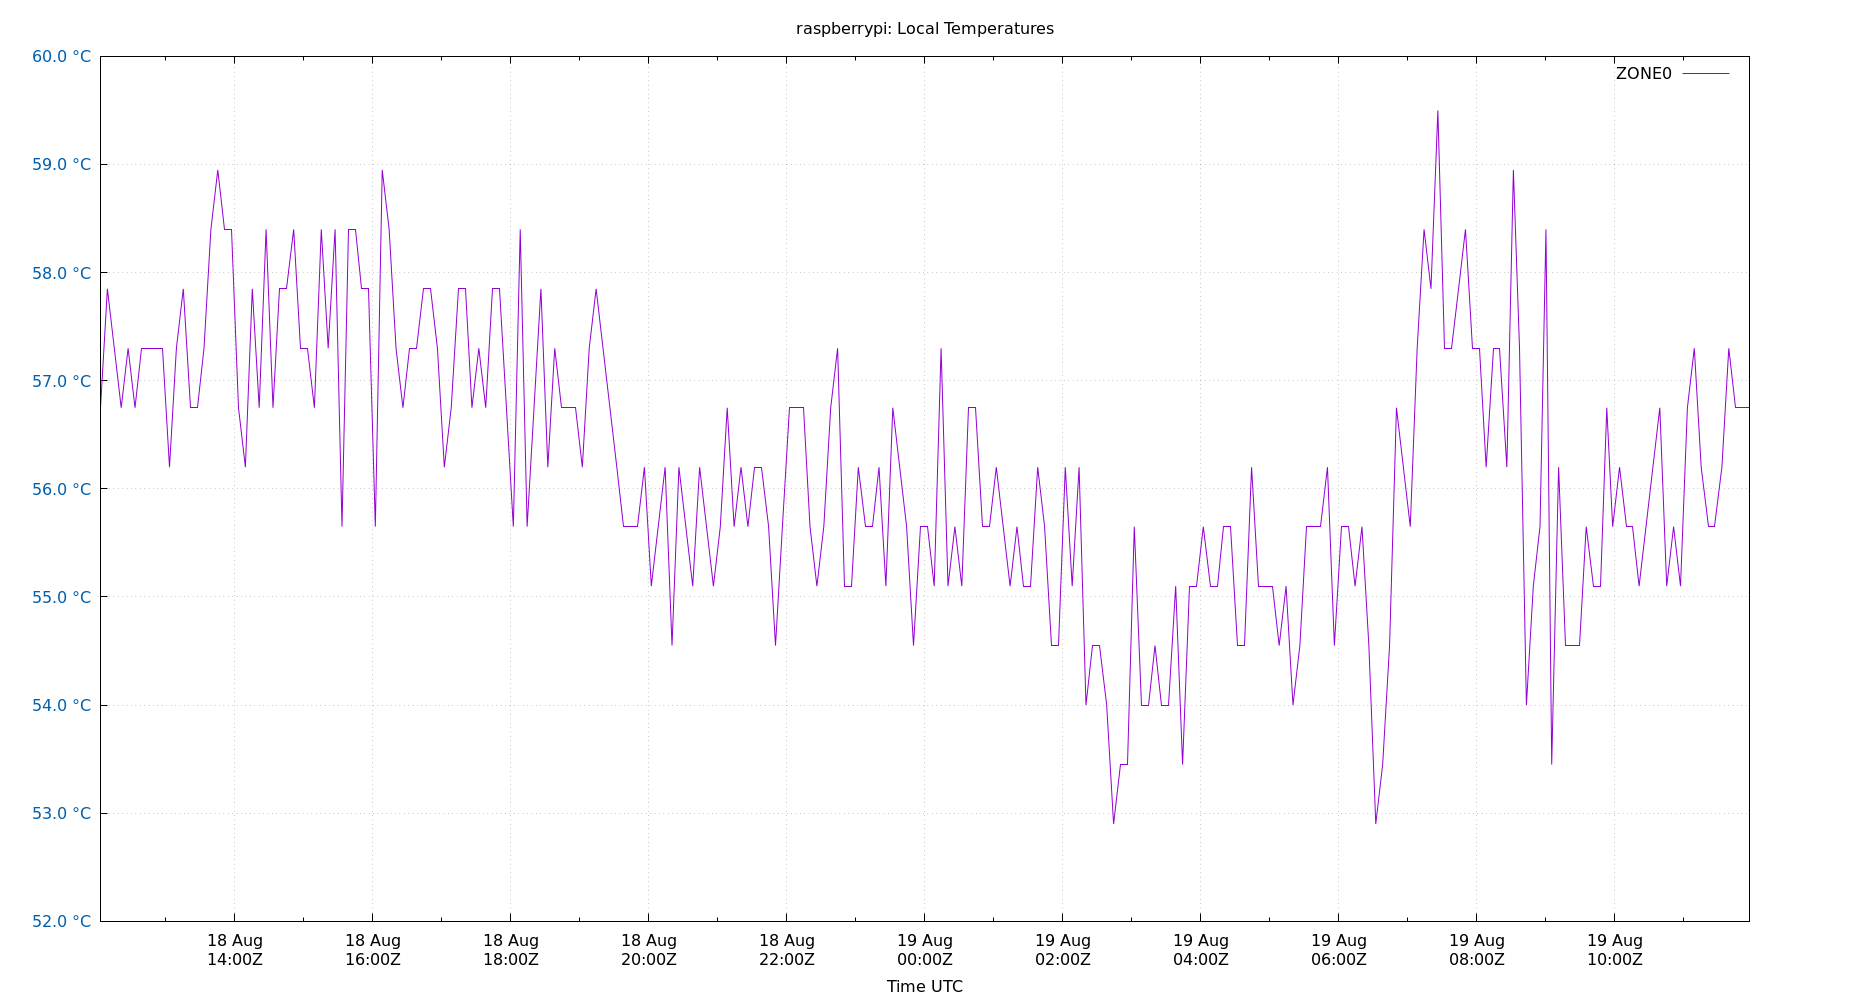 raspberrypi: Local Temperatures
60.0 °C
59.0 °C
58.0 °C
57.0 °C
56.0 °C
55.0 °C
54.0 °C
53.0 °C
52.0 °C
ZONE0
18 Aug 18 Aug 18 Aug 18 Aug 18 Aug 19 Aug 19 Aug 19 Aug 19 Aug 19 Aug 19 Aug
14:00Z 16:00Z 18:00Z 20:00Z 22:00Z 00:00Z 02:00Z 04:00Z 06:00Z 08:00Z 10:00Z
Time UTC